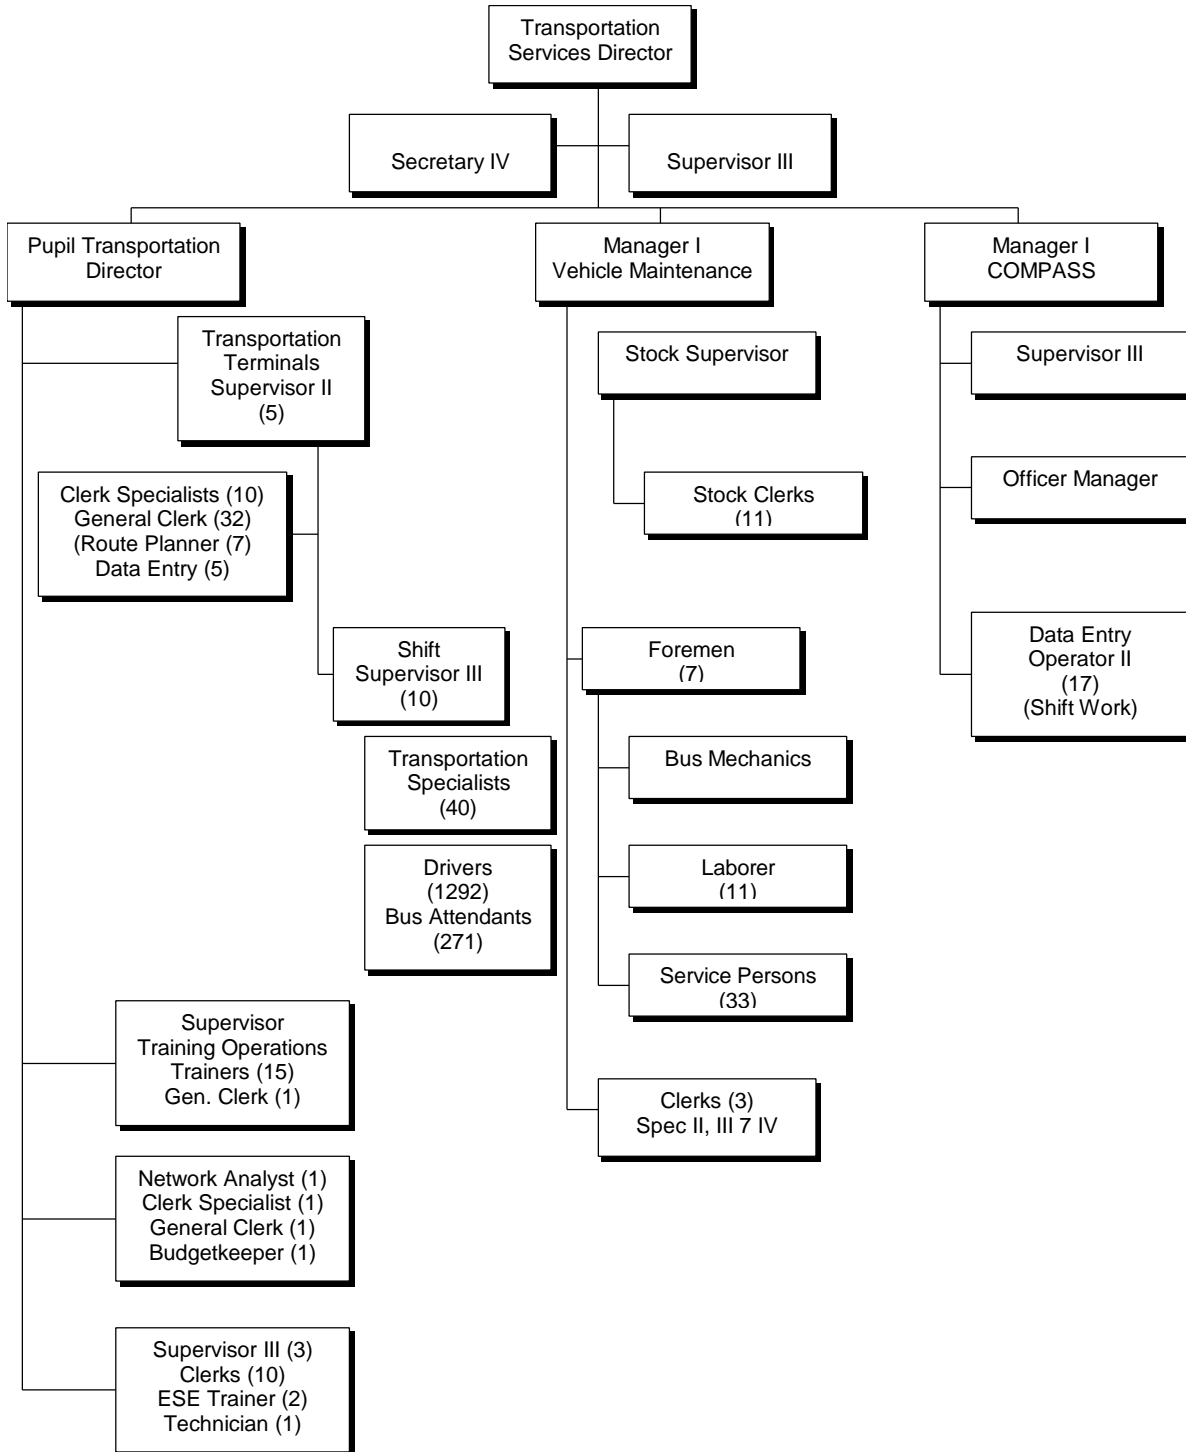 Transportation
Services Director
Secretary IV
Supervisor III
Pupil Transportation
Director
Manager I
Vehicle Maintenance
Manager I
COMPASS
Transportation
Terminals
Supervisor II
(5)
Stock Supervisor
Supervisor III
Clerk Specialists (10)
General Clerk (32)
(Route Planner (7)
Data Entry (5)
Stock Clerks
(11)
Officer Manager
Shift
Supervisor III
(10)
Foremen
(7)
Data Entry
Operator II
(17)
(Shift Work)
Transportation
Specialists
(40)
Bus Mechanics
Drivers
(1292)
Bus Attendants
(271)
Laborer
(11)
Service Persons
(33)
Supervisor
Training Operations
Trainers (15)
Gen. Clerk (1)
Clerks (3)
Spec II, III 7 IV
Network Analyst (1)
Clerk Specialist (1)
General Clerk (1)
Budgetkeeper (1)
Supervisor III (3)
Clerks (10)
ESE Trainer (2)
Technician (1)